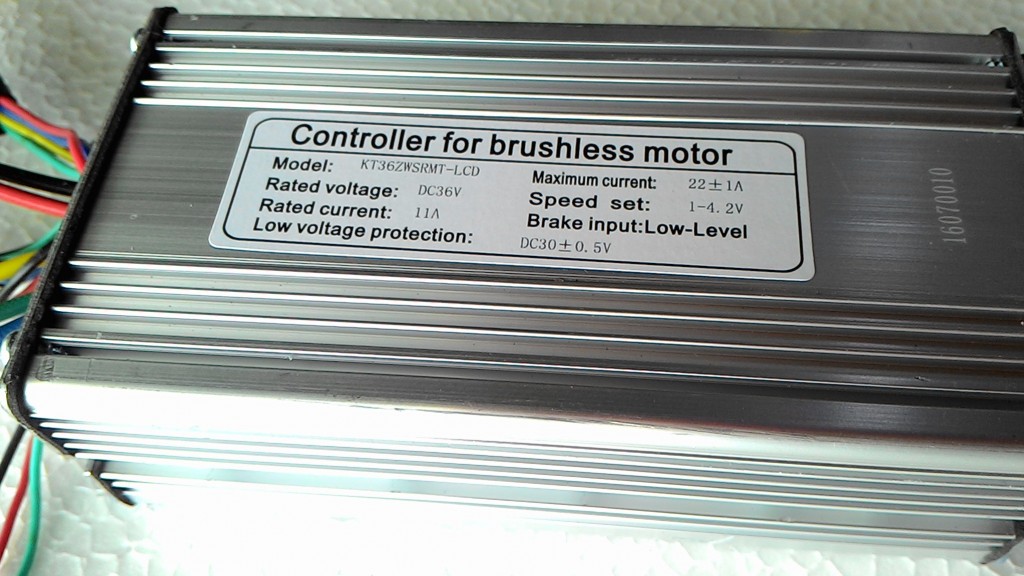 Controller for brushless motor
Model: KT36ZWSRMT-LCD
Maximum current: 22±1A
Rated voltage: DC36V
Speed set: 1-4.2V
Rated current: 11A
Brake input:Low-Level
Low voltage protection: DC30±0.5V
16070010